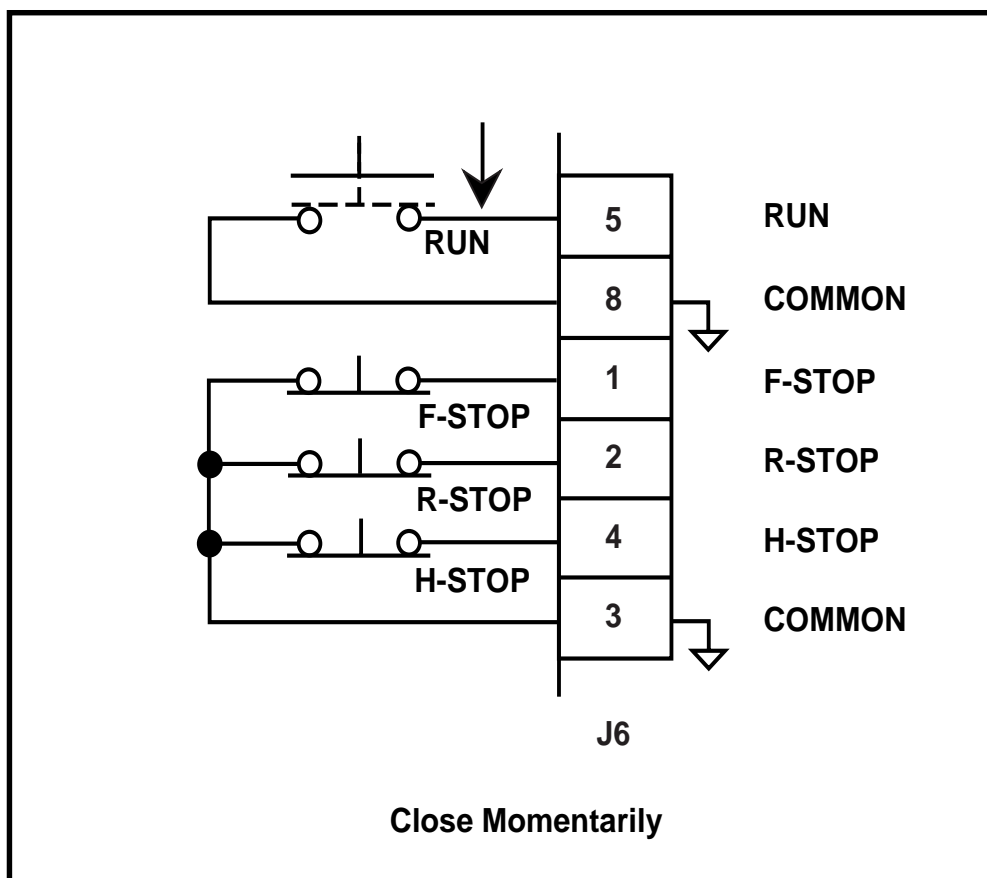 5 RUN
RUN
8 COMMON
1 F-STOP
F-STOP
2 R-STOP
R-STOP
4 H-STOP
H-STOP
3 COMMON
J6
Close Momentarily